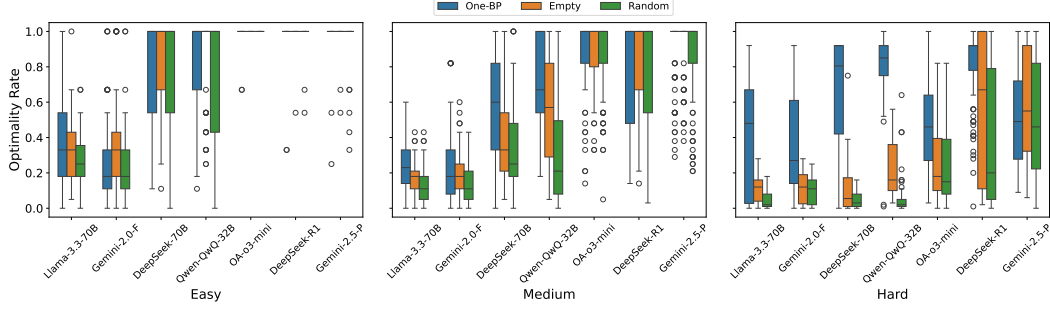 One-BP Empty Random
Optimality Rate
1.0
0.8
0.6
0.4
0.2
0.0
Llama-3.3-70B
Gemini-2.0-F
DeepSeek-70B
Qwen-QwQ-32B
OA-o3-mini
DeepSeek-R1
Gemini-2.5-P
Easy
Llama-3.3-70B
Gemini-2.0-F
DeepSeek-70B
Qwen-QwQ-32B
OA-o3-mini
DeepSeek-R1
Gemini-2.5-P
Medium
Llama-3.3-70B
Gemini-2.0-F
DeepSeek-70B
Qwen-QwQ-32B
OA-o3-mini
DeepSeek-R1
Gemini-2.5-P
Hard